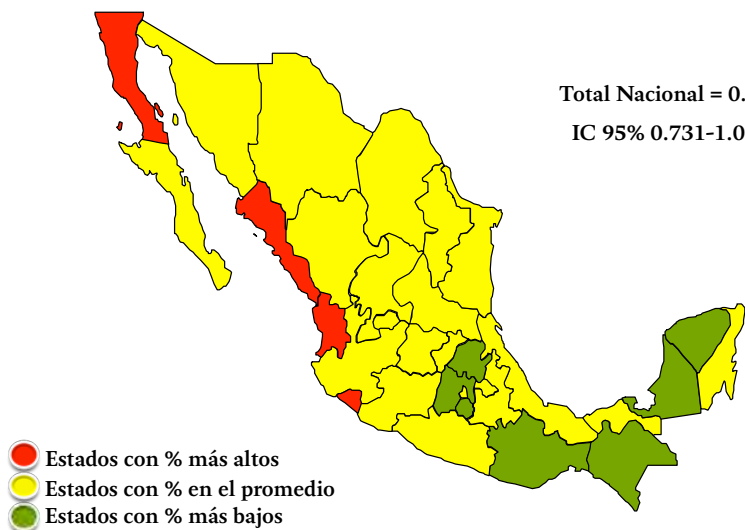 Total Nacional = 0.
IC 95% 0.731-1.0
Estados con % más altos
Estados con % en el promedio
Estados con % más bajos